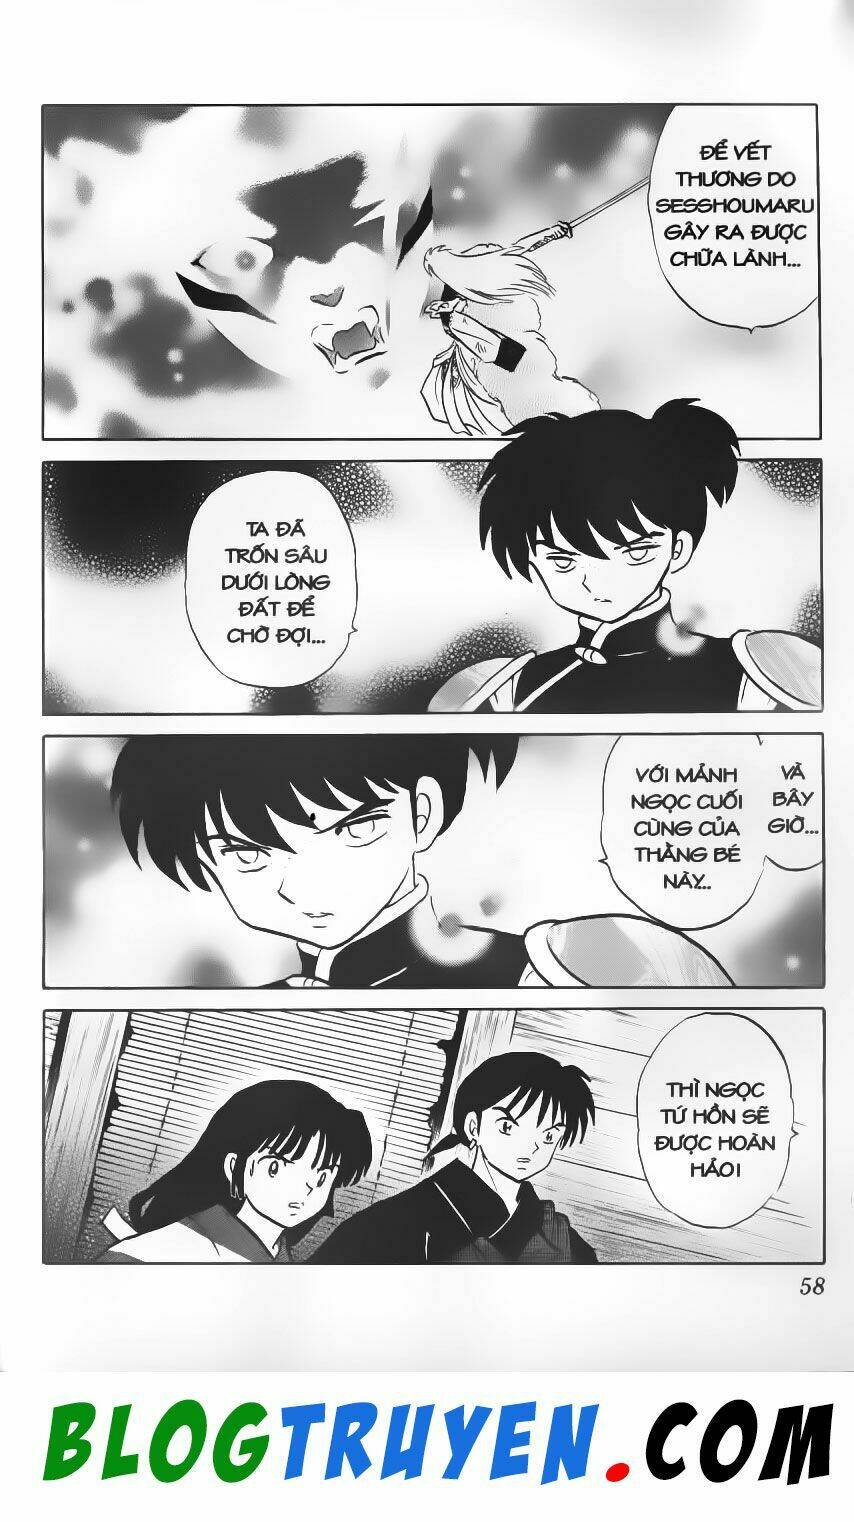 ĐỂ VẾT
THƯƠNG DO
SESSHOUMARU
GÂY RA ĐƯỢC
CHỮA LÀNH...
TA ĐÃ
TRỐN SÂU
DƯỚI LÒNG
ĐẤT ĐỂ
CHỜ ĐỢI...
VÀ
BÂY
GIỜ...
VỚI MẢNH
NGỌC CUỐI
CÙNG CỦA
THẰNG BÉ
NÀY...
THÌ NGỌC
TỨ HỒN SẼ
ĐƯỢC HOÀN
HẢO!
58
BLOGTRUYEN.COM